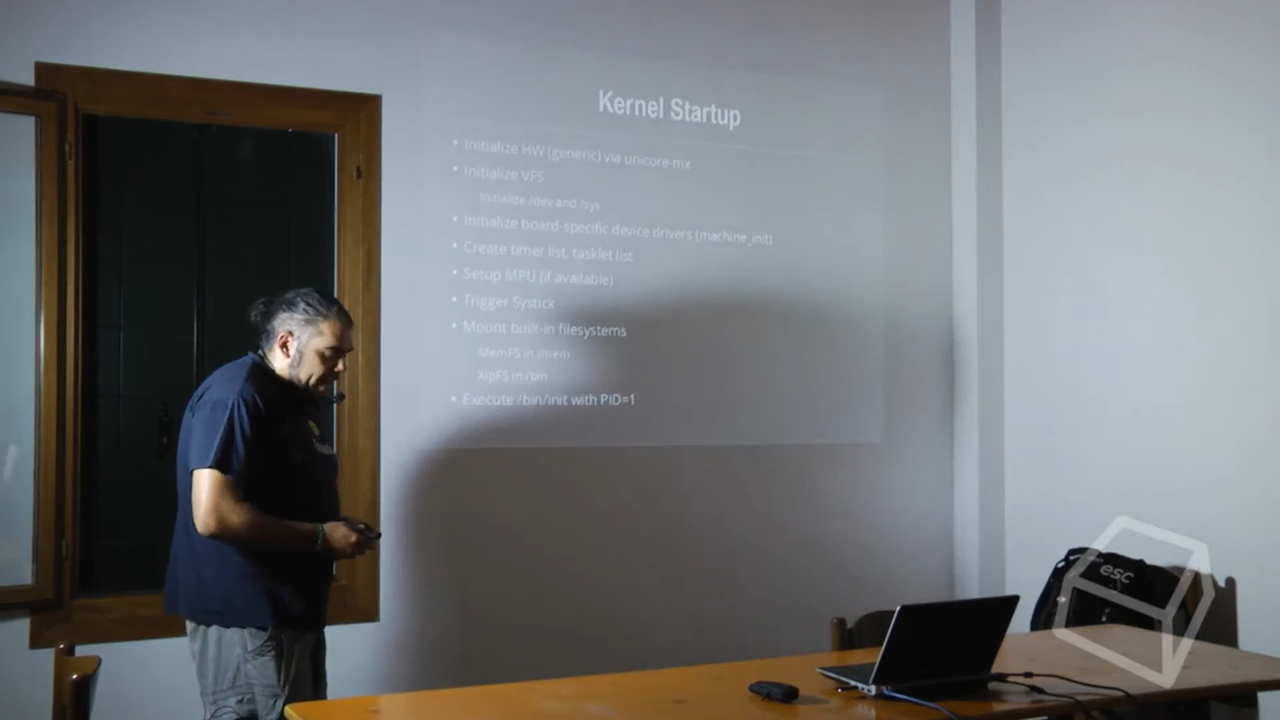 Kernel Startup
• Initialize HW (generic) via unicore-mx
• Initialize VFS
Initialize /dev and /sys
• Initialize board-specific device drivers (machine_init)
• Create timer list, tasklet list
• Setup MPU (if available)
• Trigger Systick
• Mount built-in filesystems
MemFS in /mem
XipFS in /bin
• Execute /bin/init with PID=1
esc